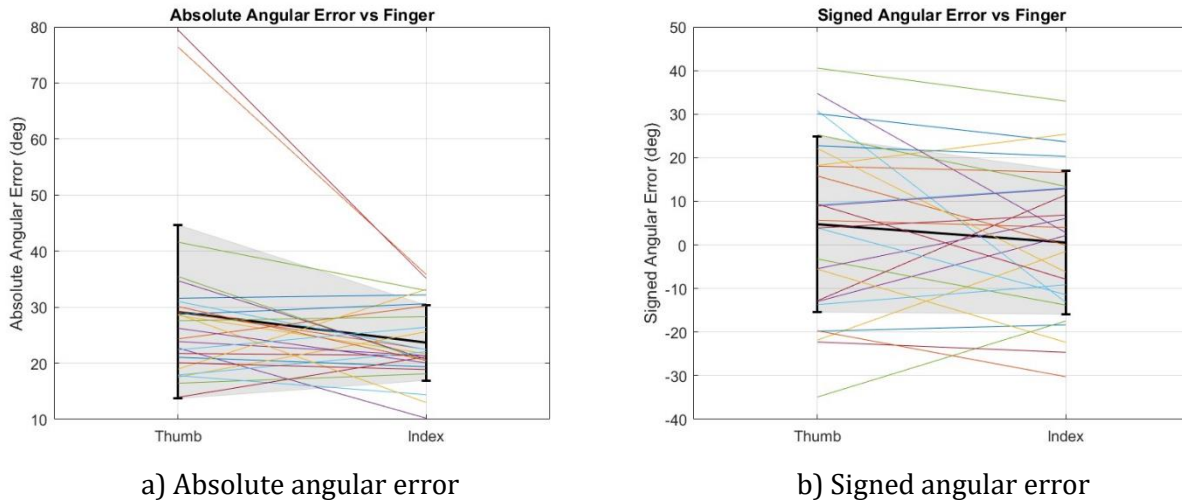 Absolute Angular Error vs Finger
80
70
60
50
40
30
20
10
Absolute Angular Error (deg)
Thumb
Index
a) Absolute angular error
Signed Angular Error vs Finger
50
40
30
20
10
0
-10
-20
-30
-40
Signed Angular Error (deg)
Thumb
Index
b) Signed angular error